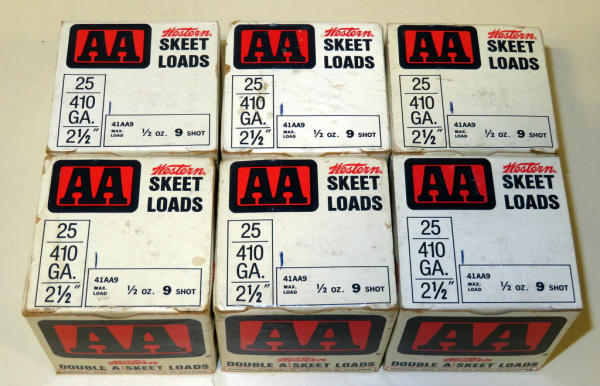 AA Western SKEET LOADS
25
410 GA.
2½"
41AA9
MAX. LOAD ½ oz. 9 SHOT
AA Western SKEET LOADS
25
410 GA.
2½"
41AA9
MAX. LOAD ½ oz. 9 SHOT
AA Western SKEET LOADS
25
410 GA.
2½"
41AA9
MAX. LOAD ½ oz. 9 SHOT
AA Western SKEET LOADS
25
410 GA.
2½"
41AA9
MAX. LOAD ½ oz. 9 SHOT
AA Western SKEET LOADS
25
410 GA.
2½"
41AA9
MAX. LOAD ½ oz. 9 SHOT
AA Western SKEET LOADS
25
410 GA.
2½"
41AA9
MAX. LOAD ½ oz. 9 SHOT
AA
Western
DOUBLE A SKEET LOADS
AA
Western
DOUBLE A SKEET LOADS
AA
Western
DOUBLE A SKEET LOADS